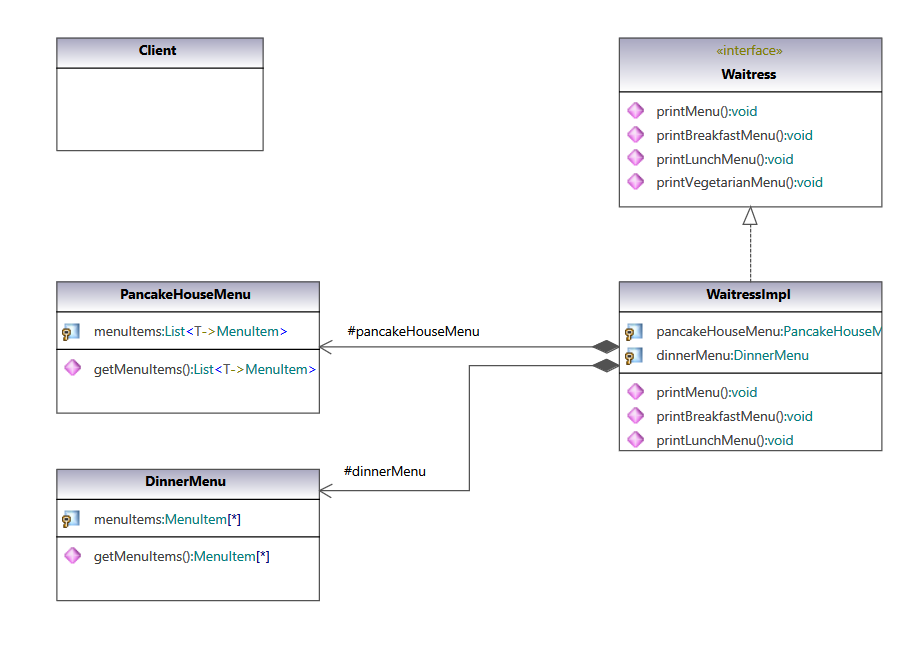 Client
«interface»
Waitress
printMenu():void
printBreakfastMenu():void
printLunchMenu():void
printVegetarianMenu():void
PancakeHouseMenu
menuItems:List<T->MenuItem>
getMenuItems():List<T->MenuItem>
#pancakeHouseMenu
WaitressImpl
pancakeHouseMenu:PancakeHouseM
dinnerMenu:DinnerMenu
printMenu():void
printBreakfastMenu():void
printLunchMenu():void
#dinnerMenu
DinnerMenu
menuItems:MenuItem[*]
getMenuItems():MenuItem[*]